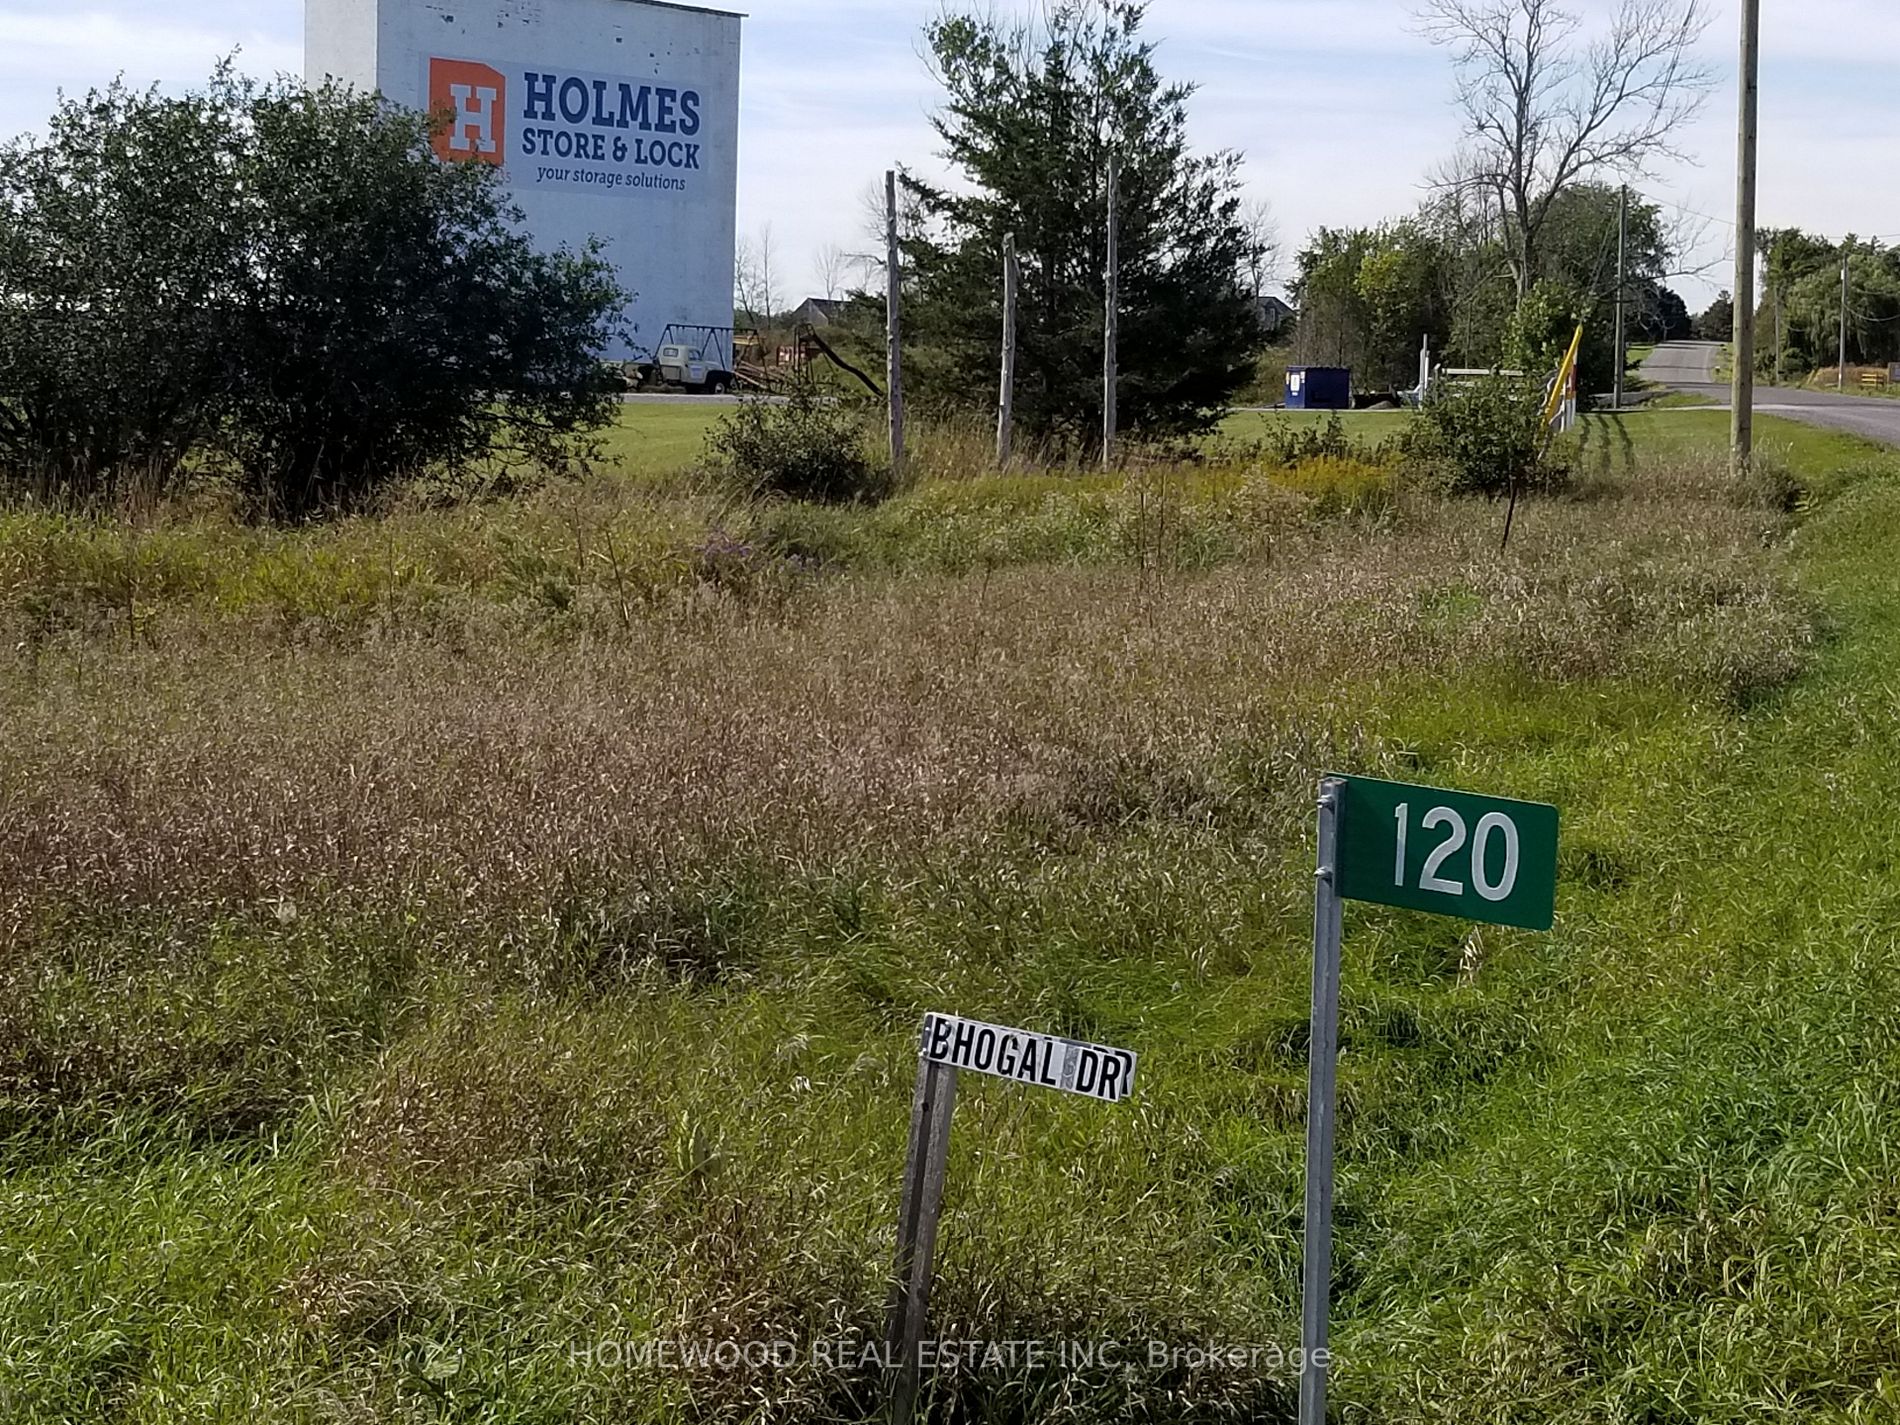 H HOLMES
STORE & LOCK
your storage solutions
120
BHOGAL DR
HOMEWOOD REAL ESTATE INC, Brokerage